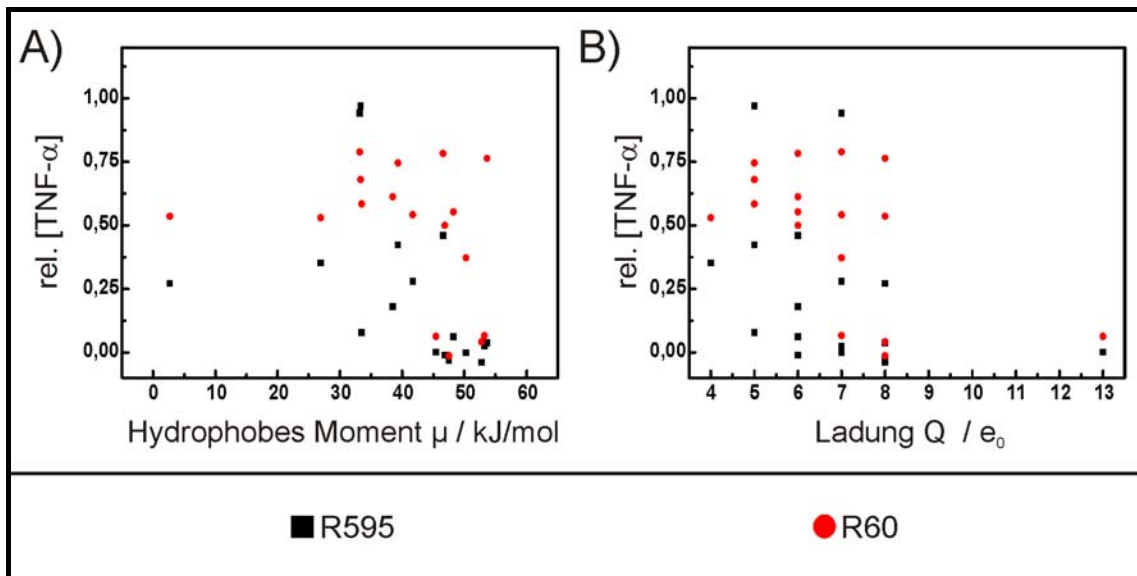 A)
B)
1,00
0,75
0,50
0,25
0,00
rel. [TNF-α]
0 10 20 30 40 50 60
Hydrophobes Moment µ / kJ/mol
1,00
0,75
0,50
0,25
0,00
rel. [TNF-α]
4 5 6 7 8 9 10 11 12 13
Ladung Q / e₀
R595
R60